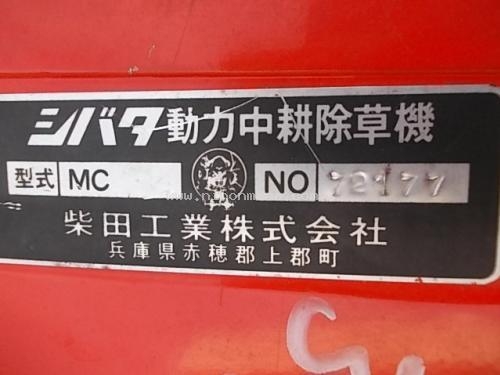 シバタ動力中耕除草機
型式 MC NO 72177
柴田工業株式会社
兵庫県赤穂郡上郡町